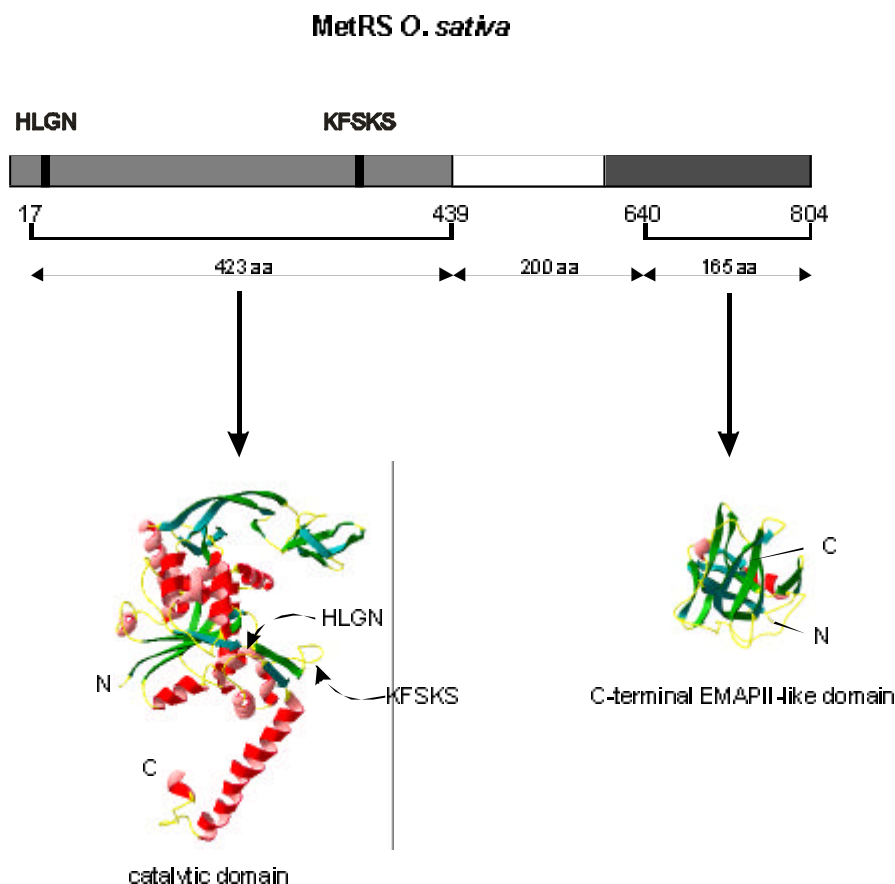 MetRS O. sativa
HLGN KFSKS
17 439 640 804
423 aa 200 aa 165 aa
C
HLGN
N
N
KFSKS
C-terminal EMAPII-like domain
C
catalytic domain